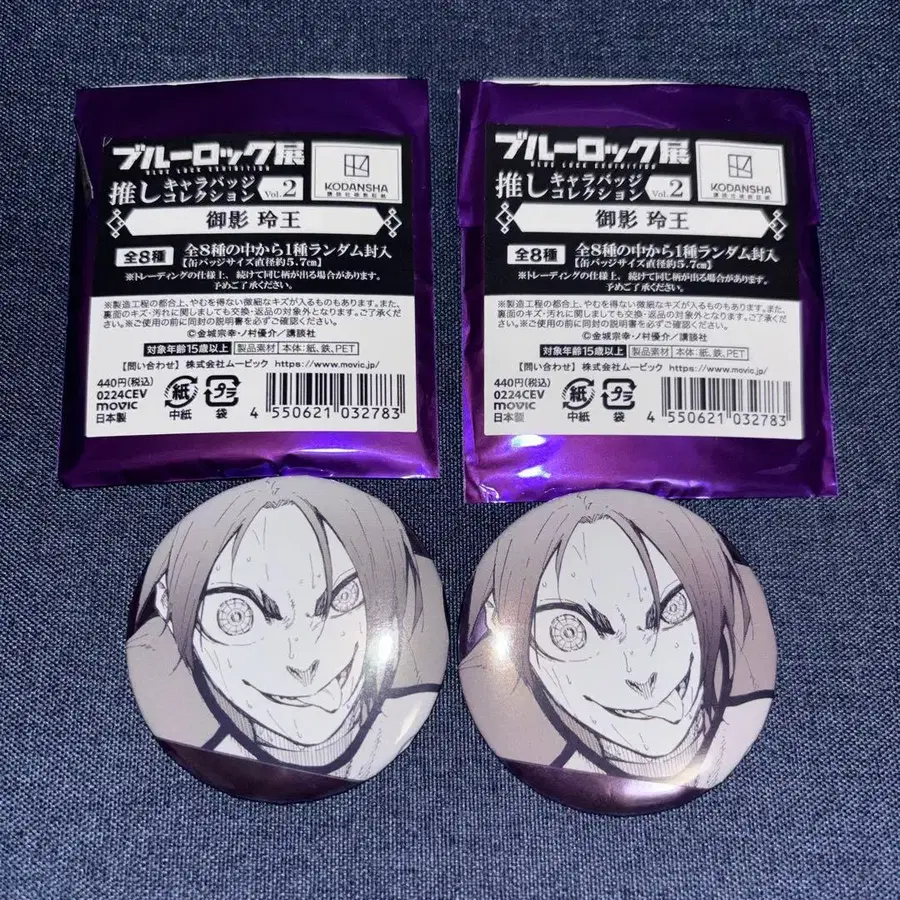 ブルーロック展
BLUE LOCK EXHIBITION
推しキャラバッジコレクション Vol.2
KODANSHA
御影 玲王
全8種 全8種の中から1種ランダム封入
【缶バッジサイズ直径約5.7cm】
※トレーディングの仕様上、続けて同じ柄が出る場合があります。
予めご了承ください。
※製造工程の都合上、やむを得ない微細なキズが入るものもあります。また、
裏面のキズ・汚れに関しましても交換・返品の対象外となります。ご了承く
ださい。※ご使用の前に同封の説明書を必ずご確認ください。
©金城宗幸・ノ村優介/講談社
対象年齢15歳以上 製品素材 本体:紙、鉄、PET
【問い合わせ】株式会社ムービック https://www.movic.jp/
440円(税込)
0224CEV
movic
日本製
紙
中紙
プラ
袋
4 550621 032783
ブルーロック展
BLUE LOCK EXHIBITION
推しキャラバッジコレクション Vol.2
KODANSHA
御影 玲王
全8種 全8種の中から1種ランダム封入
【缶バッジサイズ直径約5.7cm】
※トレーディングの仕様上、続けて同じ柄が出る場合があります。
予めご了承ください。
※製造工程の都合上、やむを得ない微細なキズが入るものもあります。また、
裏面のキズ・汚れに関しましても交換・返品の対象外となります。ご了承く
ださい。※ご使用の前に同封の説明書を必ずご確認ください。
©金城宗幸・ノ村優介/講談社
対象年齢15歳以上 製品素材 本体:紙、鉄、PET
【問い合わせ】株式会社ムービック https://www.movic.jp/
440円(税込)
0224CEV
movic
日本製
紙
中紙
プラ
袋
4 550621 032783